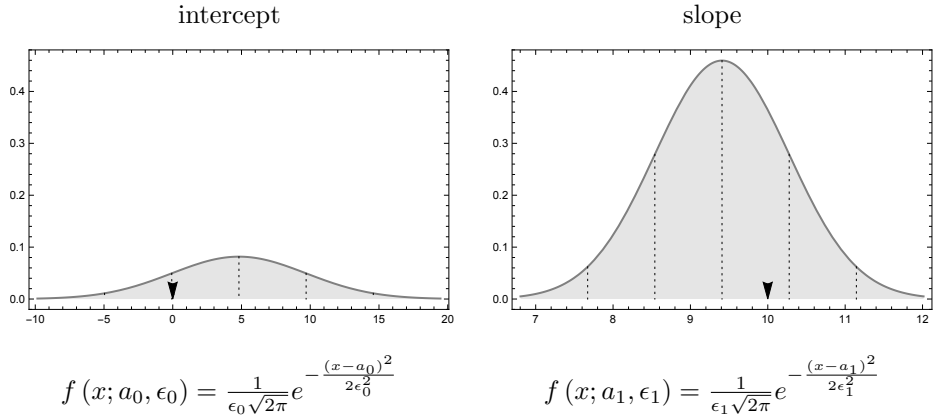 intercept
slope
0.4
0.3
0.2
0.1
0.0
−10 −5 0 5 10 15 20
0.4
0.3
0.2
0.1
0.0
7 8 9 10 11 12
f (x; a₀, ϵ₀) = 1/(ϵ₀√2π) e^(−(x−a₀)²/(2ϵ₀²))
f (x; a₁, ϵ₁) = 1/(ϵ₁√2π) e^(−(x−a₁)²/(2ϵ₁²))